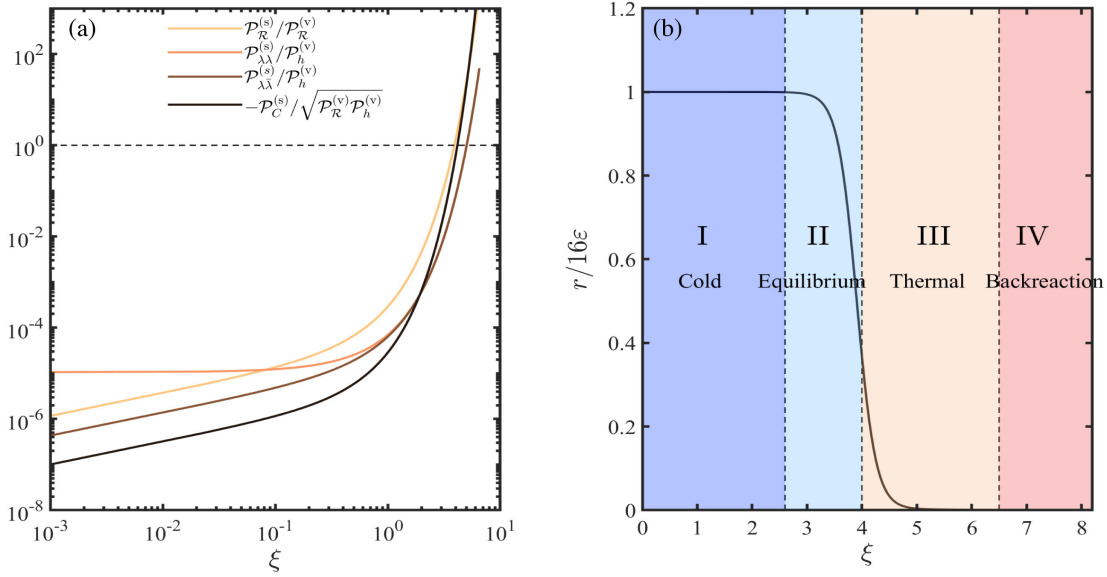 (a)
𝒫_ℛ^(s)/𝒫_ℛ^(v)
𝒫_λλ^(s)/𝒫_h^(v)
𝒫_λλ̄^(s)/𝒫_h^(v)
−𝒫_C^(s)/√(𝒫_ℛ^(v)𝒫_h^(v))
10^2
10^0
10^-2
10^-4
10^-6
10^-8
10^-3 10^-2 10^-1 10^0 10^1
ξ
(b)
r/16ε
1.2
1
0.8
0.6
0.4
0.2
0
I II III IV
Cold Equilibrium Thermal Backreaction
0 1 2 3 4 5 6 7 8
ξ